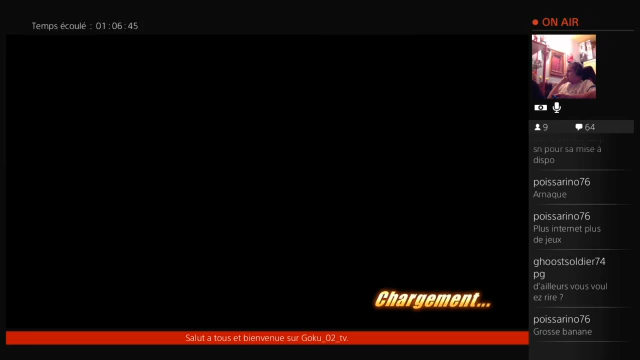 Temps écoulé : 01:06:45
ON AIR
9 64
sn pour sa mise à
dispo
poissarino76
Arnaque
poissarino76
Plus internet plus
de jeux
ghoostsoldier74
pg
d'ailleurs vous voul
ez rire ?
poissarino76
Grosse banane
Chargement...
Salut a tous et bienvenue sur Goku_02_tv.